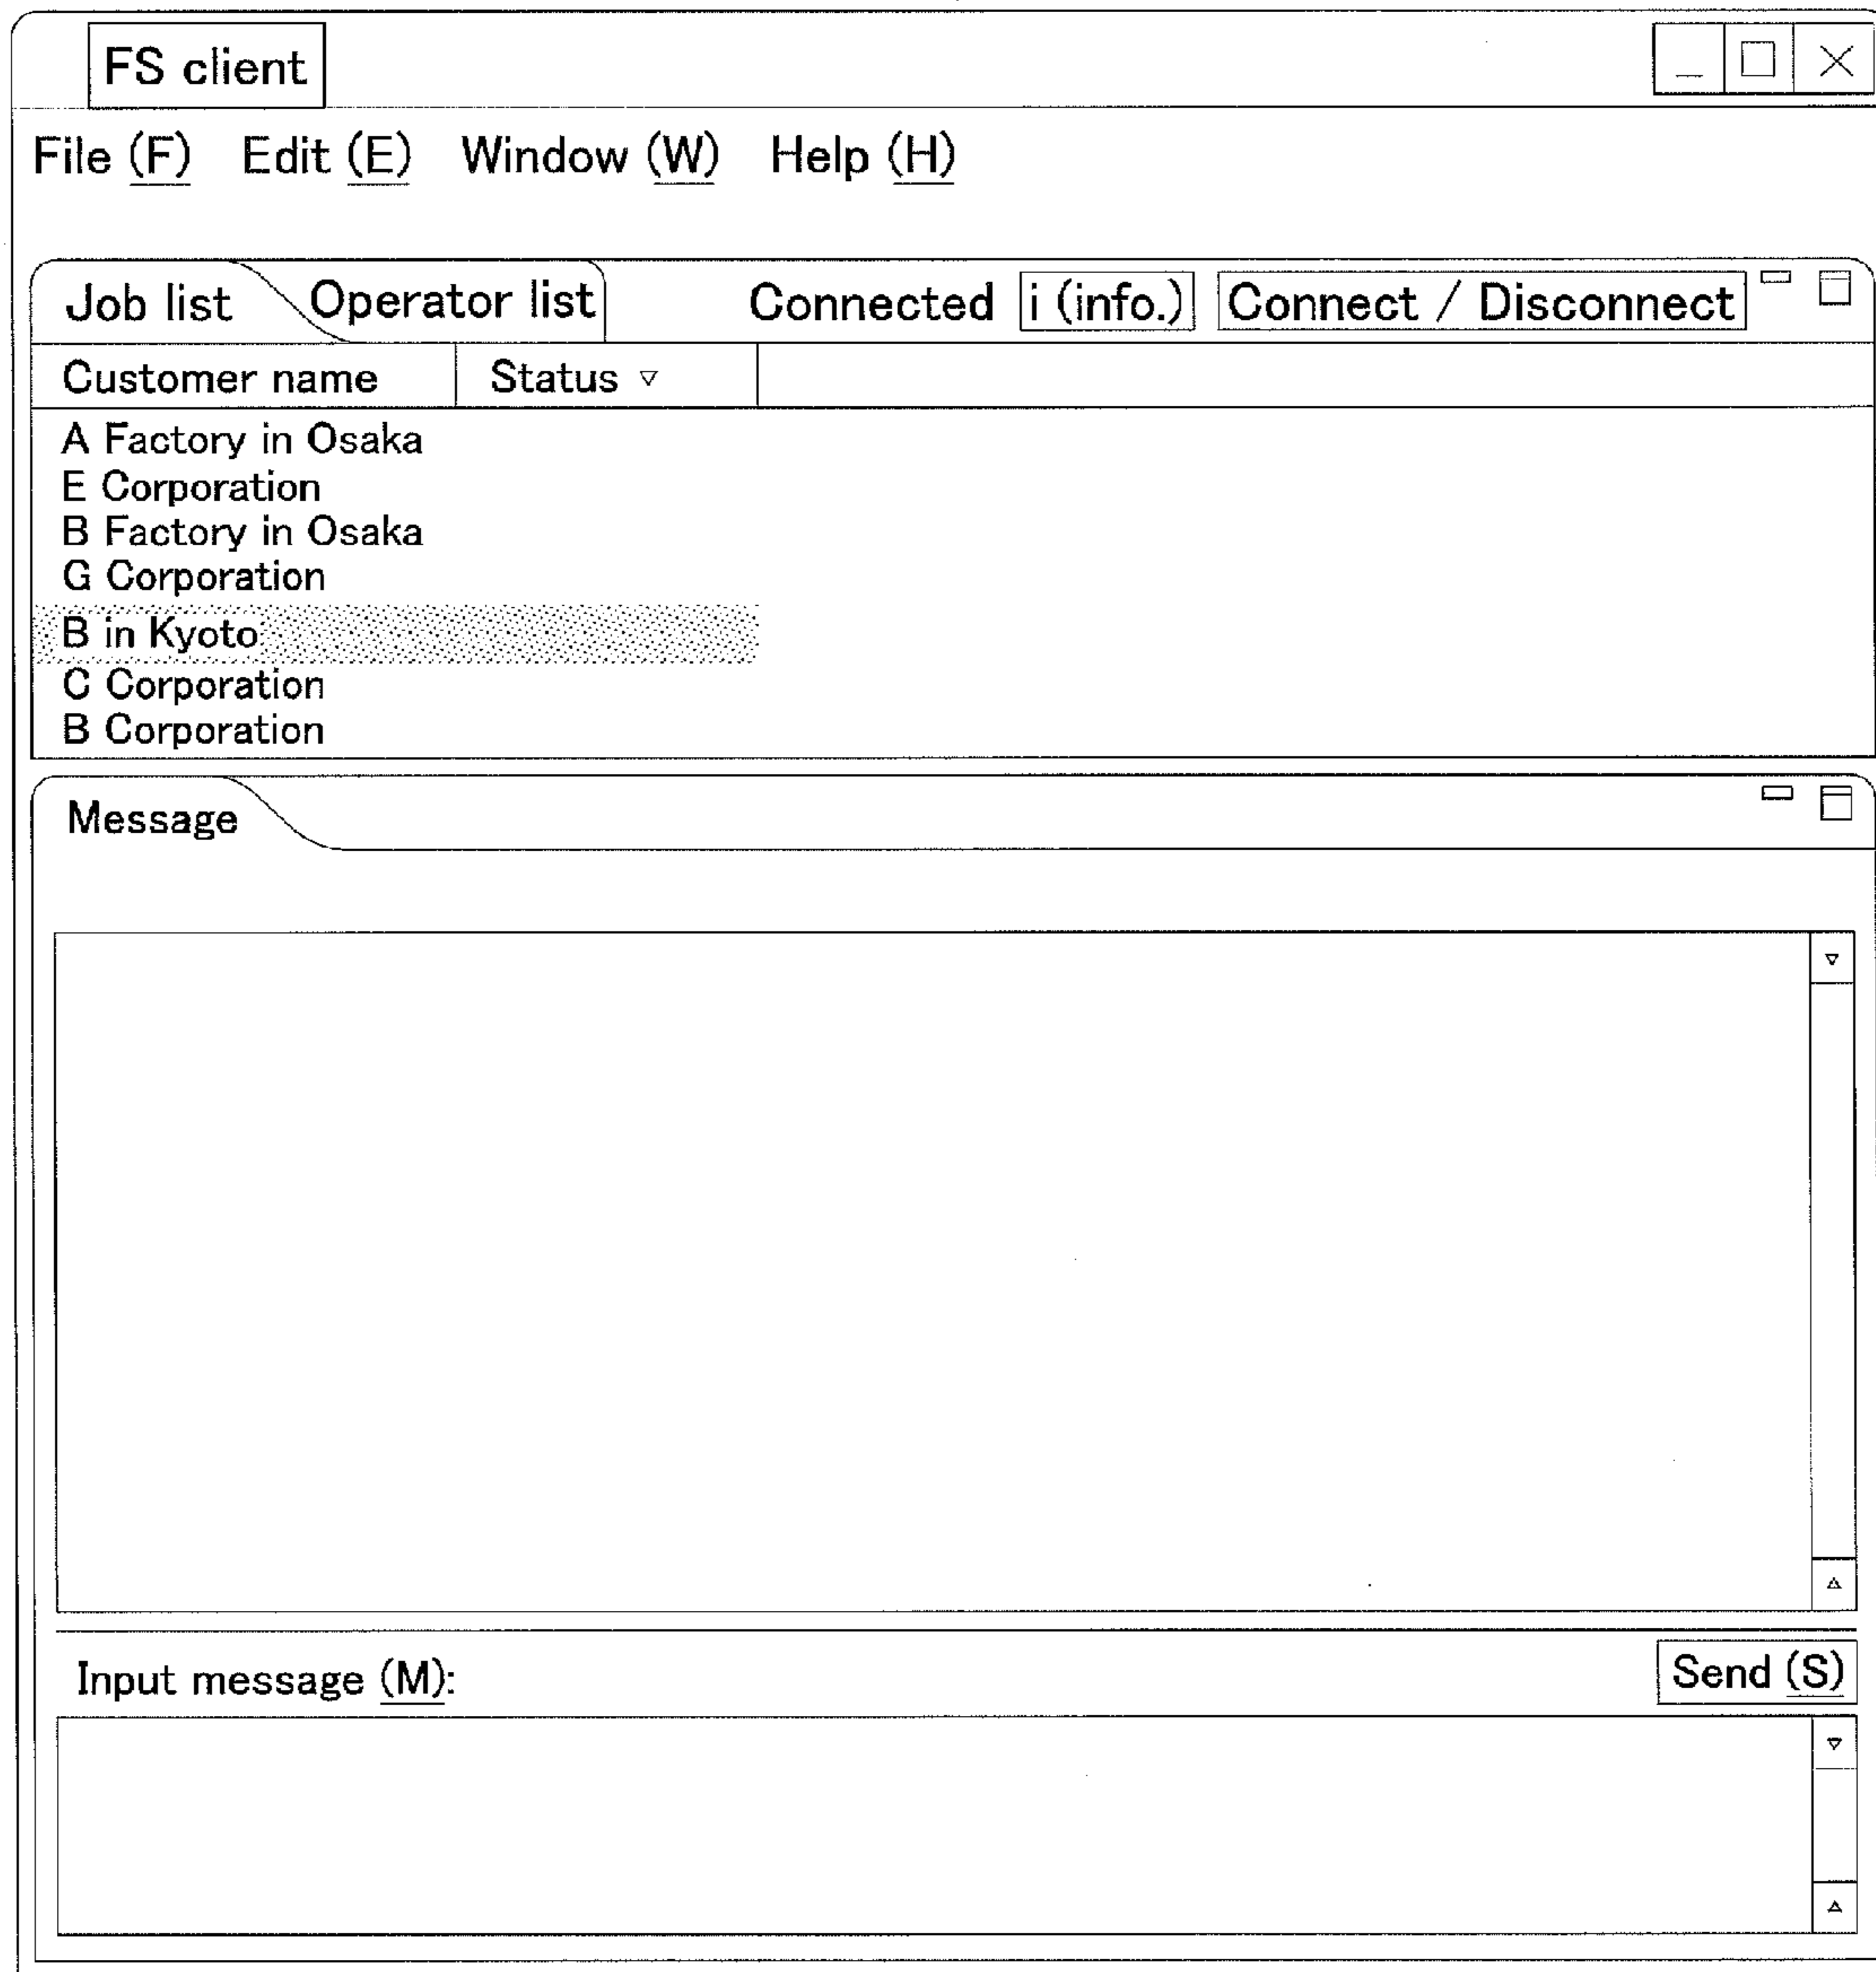 FS client
File (F) Edit (E) Window (W) Help (H)
Job list Operator list Connected i (info.) Connect / Disconnect
Customer name Status ▿
A Factory in Osaka
E Corporation
B Factory in Osaka
G Corporation
B in Kyoto
C Corporation
B Corporation
Message
Input message (M): Send (S)